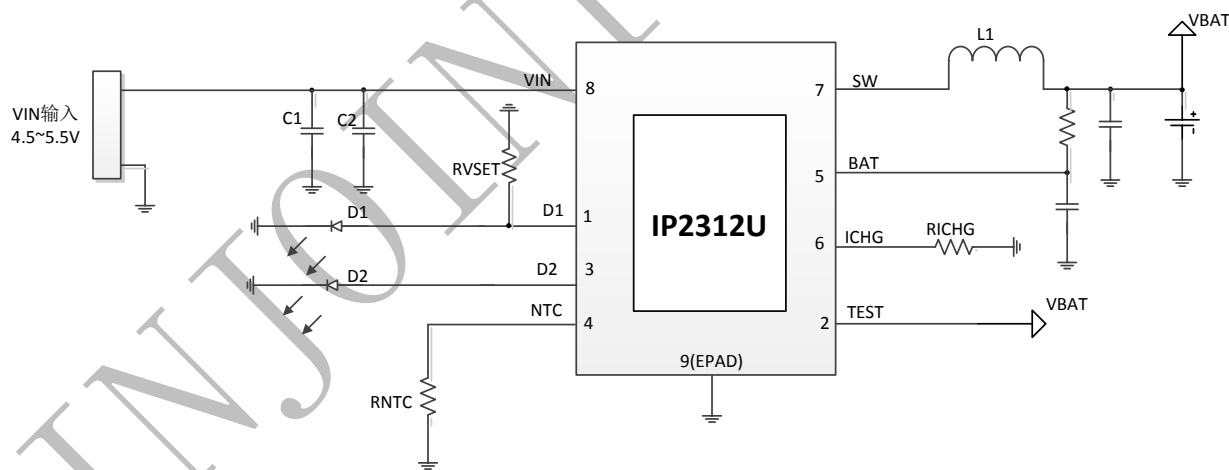 VBAT
L1
VIN
8
7
SW
VIN输入
4.5~5.5V
C1
C2
RVSET
5
BAT
D1
D1
1
IP2312U
6
ICHG
RICHG
D2
D2
3
NTC
4
2
TEST
VBAT
9(EPAD)
RNTC
+
-
INJOINI